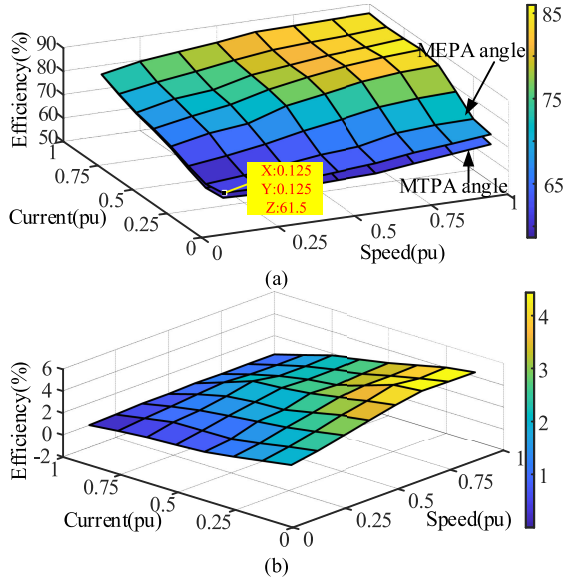 90
80
70
60
50
Efficiency(%)
1
0.75
0.5
0.25
0
Current(pu)
0
0.25
0.5
0.75
1
Speed(pu)
X:0.125
Y:0.125
Z:61.5
MEPA angle
MTPA angle
85
75
65
(a)
6
4
2
0
-2
Efficiency(%)
1
0.75
0.5
0.25
0
Current(pu)
0
0.25
0.5
0.75
1
Speed(pu)
4
3
2
1
(b)